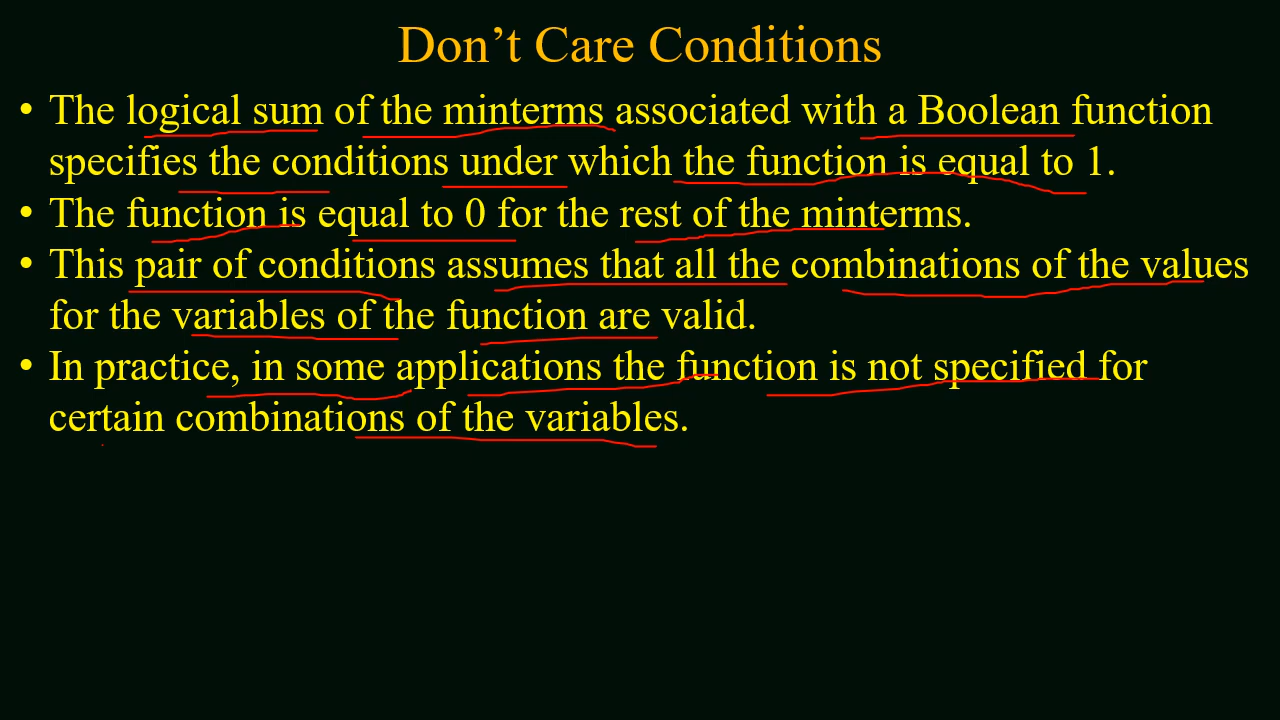 Don’t Care Conditions
• The logical sum of the minterms associated with a Boolean function
specifies the conditions under which the function is equal to 1.
• The function is equal to 0 for the rest of the minterms.
• This pair of conditions assumes that all the combinations of the values
for the variables of the function are valid.
• In practice, in some applications the function is not specified for
certain combinations of the variables.